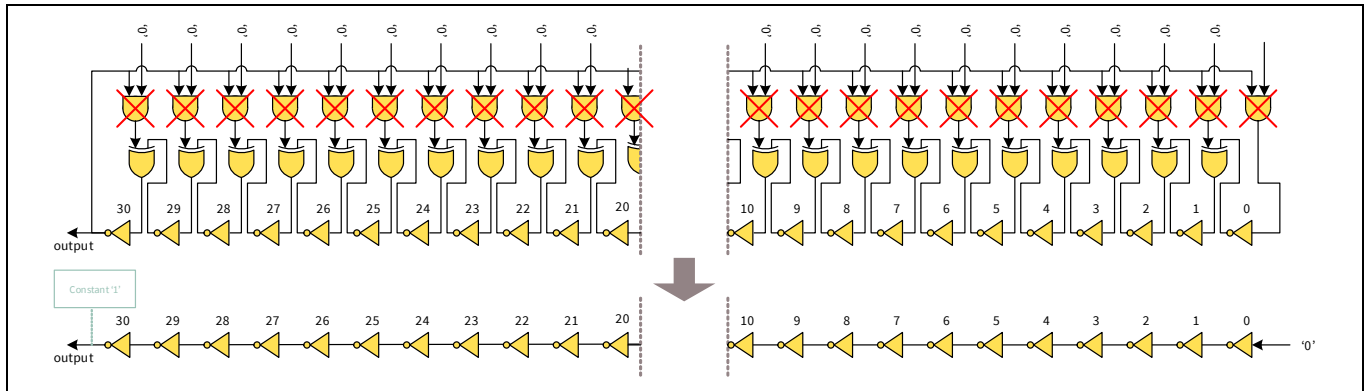 ‘0’ ‘0’ ‘0’ ‘0’ ‘0’ ‘0’ ‘0’ ‘0’ ‘0’ ‘0’ ‘0’ ‘0’ ‘0’ ‘0’ ‘0’ ‘0’ ‘0’ ‘0’ ‘0’ ‘0’
30 29 28 27 26 25 24 23 22 21 20 10 9 8 7 6 5 4 3 2 1 0
output
Constant ‘1’
30 29 28 27 26 25 24 23 22 21 20 10 9 8 7 6 5 4 3 2 1 0
output ‘0’